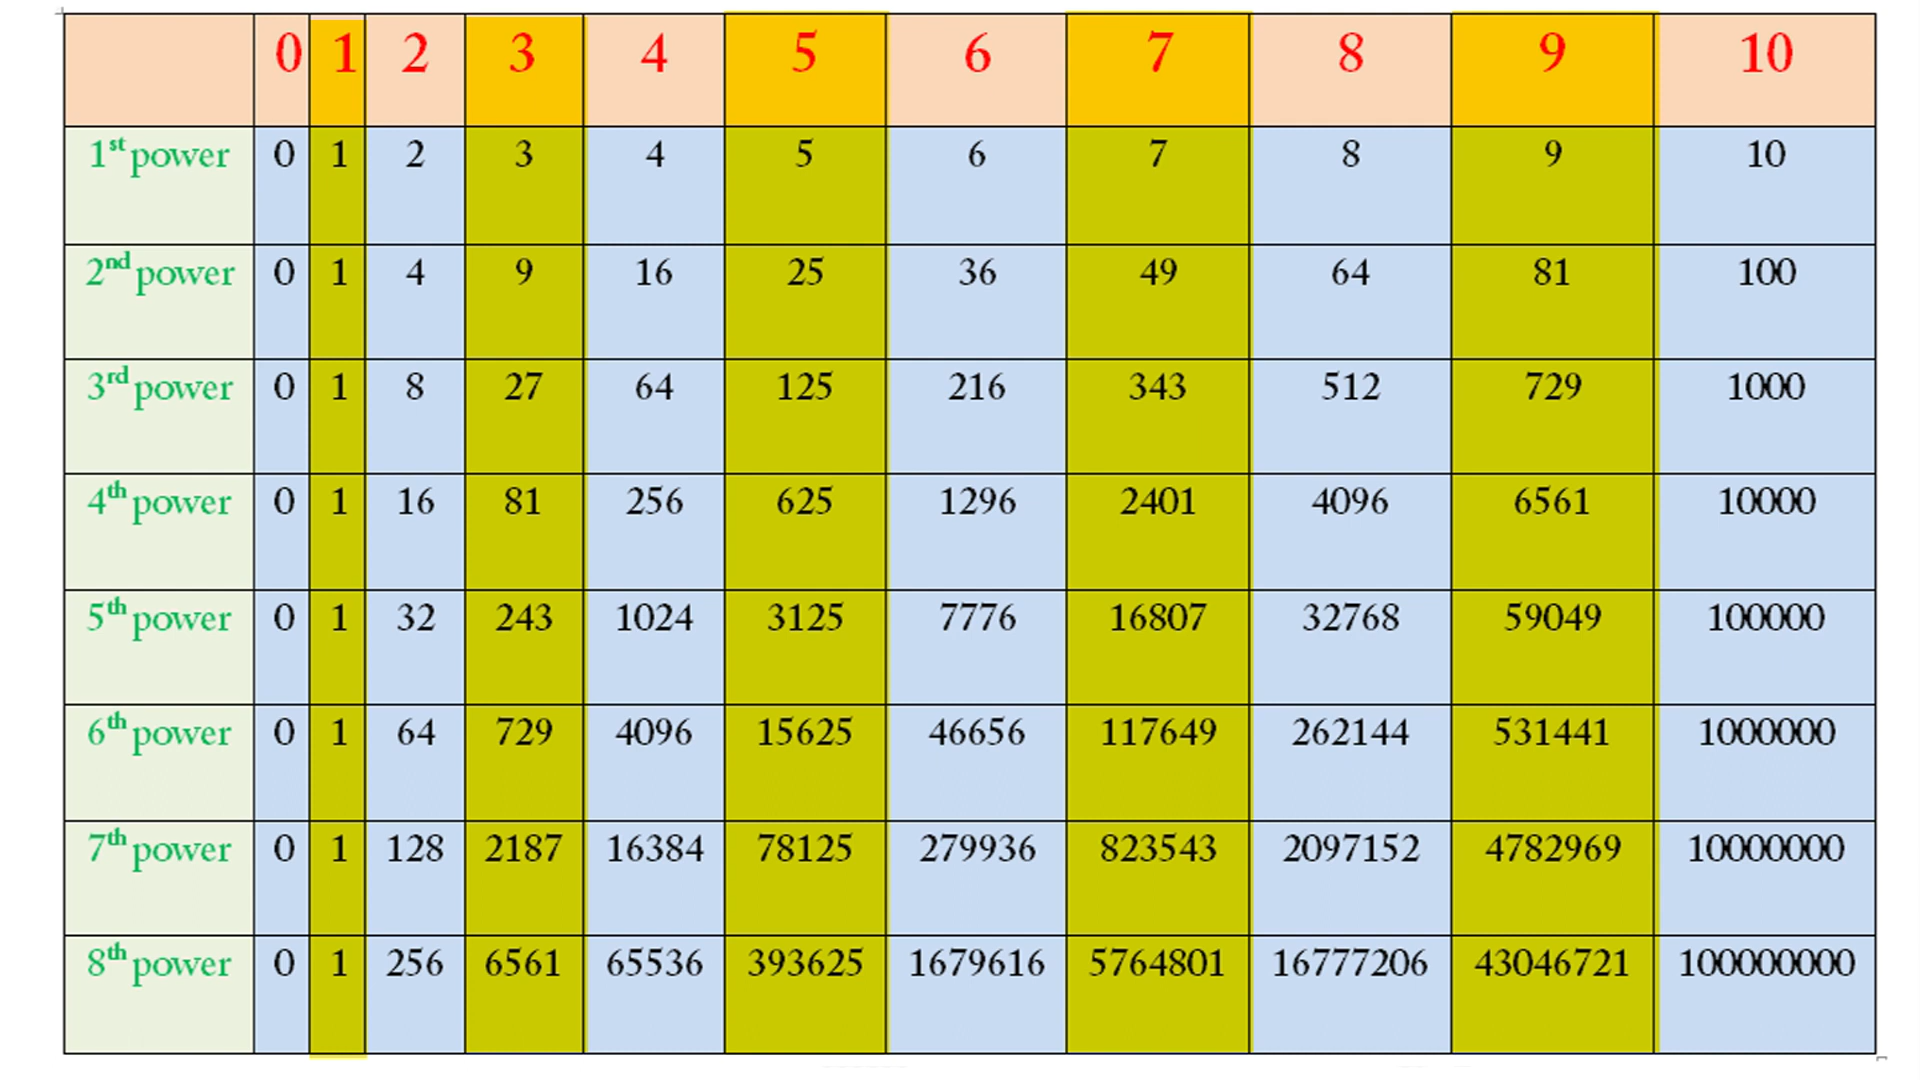 0 1 2 3 4 5 6 7 8 9 10
1st power 0 1 2 3 4 5 6 7 8 9 10
2nd power 0 1 4 9 16 25 36 49 64 81 100
3rd power 0 1 8 27 64 125 216 343 512 729 1000
4th power 0 1 16 81 256 625 1296 2401 4096 6561 10000
5th power 0 1 32 243 1024 3125 7776 16807 32768 59049 100000
6th power 0 1 64 729 4096 15625 46656 117649 262144 531441 1000000
7th power 0 1 128 2187 16384 78125 279936 823543 2097152 4782969 10000000
8th power 0 1 256 6561 65536 393625 1679616 5764801 16777206 43046721 100000000